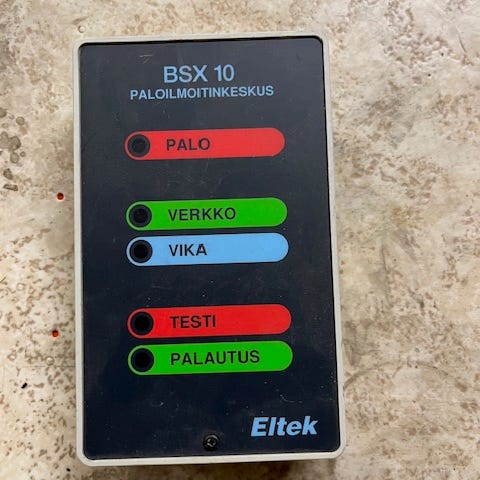 BSX 10
PALOILMOITINKESKUS
PALO
VERKKO
VIKA
TESTI
PALAUTUS
Eltek